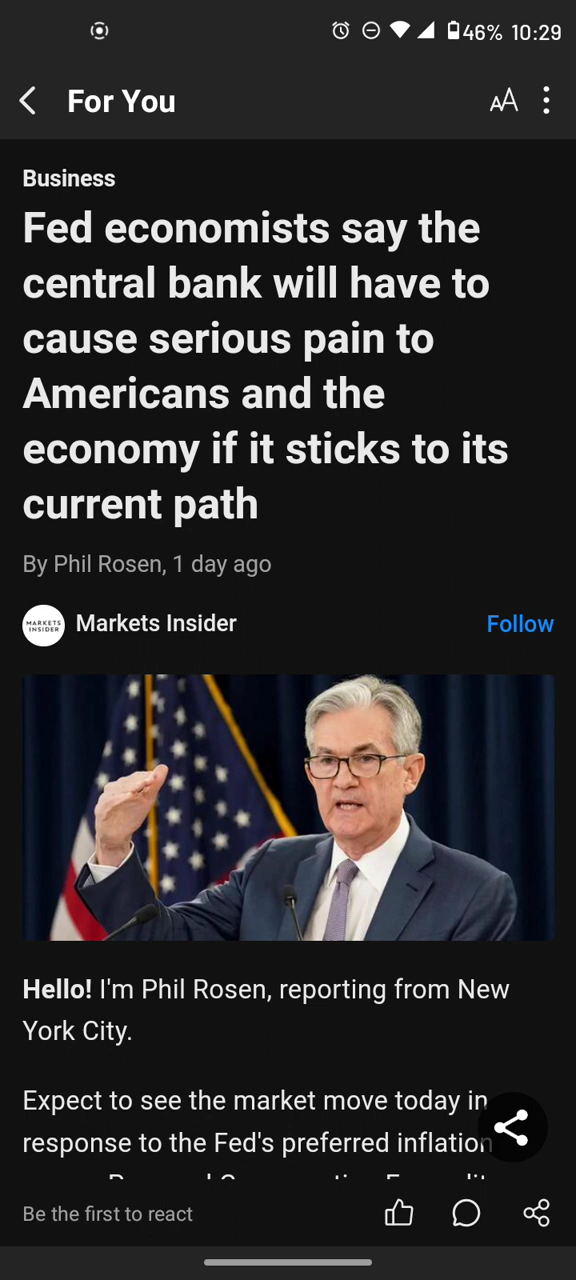 46% 10:29
For You
AA
Business
Fed economists say the
central bank will have to
cause serious pain to
Americans and the
economy if it sticks to its
current path
By Phil Rosen, 1 day ago
MARKETS
INSIDER
Markets Insider
Follow
Hello! I'm Phil Rosen, reporting from New
York City.
Expect to see the market move today in
response to the Fed's preferred inflation
Be the first to react